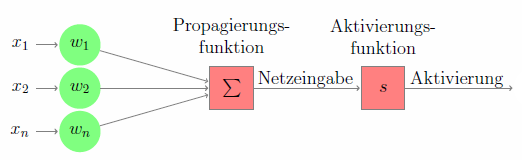 Propagierungs-
funktion
Aktivierungs-
funktion
x₁
w₁
x₂
w₂
xₙ
wₙ
∑
Netzeingabe
s
Aktivierung